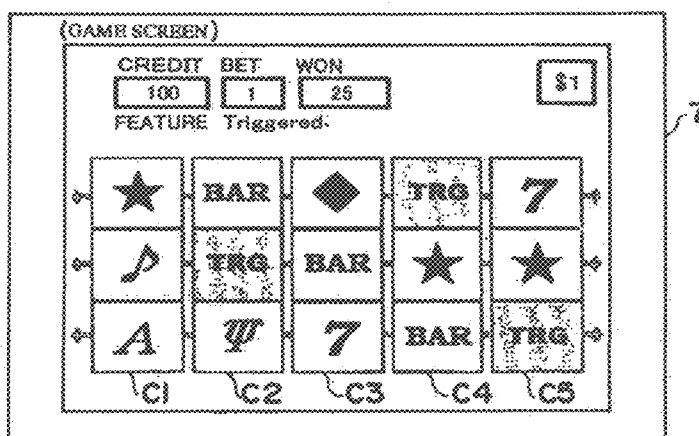 (GAME SCREEN)
CREDIT BET WON
100 1 25 $1
FEATURE Triggered.
7
BAR TRG 7
TRG BAR
A Ψ 7 BAR TRG
C1 C2 C3 C4 C5